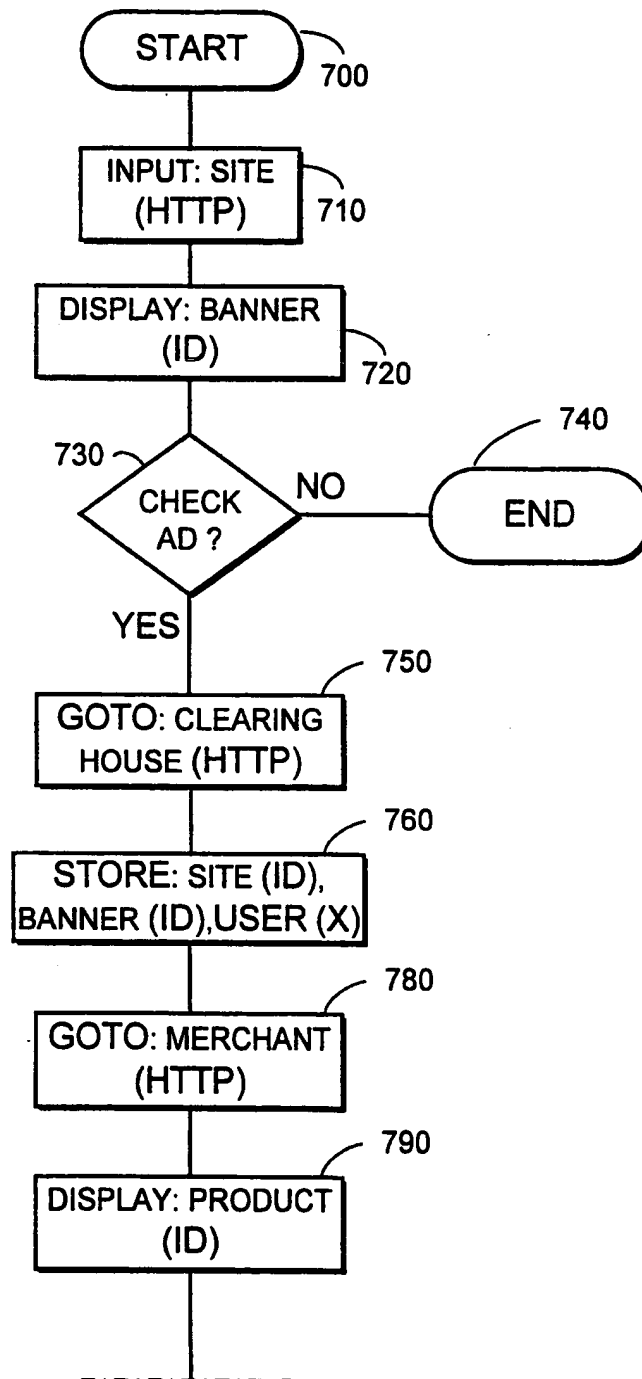 START
700
INPUT: SITE
(HTTP)
710
DISPLAY: BANNER
(ID)
720
730
CHECK
AD ?
NO
740
END
YES
750
GOTO: CLEARING
HOUSE (HTTP)
760
STORE: SITE (ID),
BANNER (ID),USER (X)
780
GOTO: MERCHANT
(HTTP)
790
DISPLAY: PRODUCT
(ID)